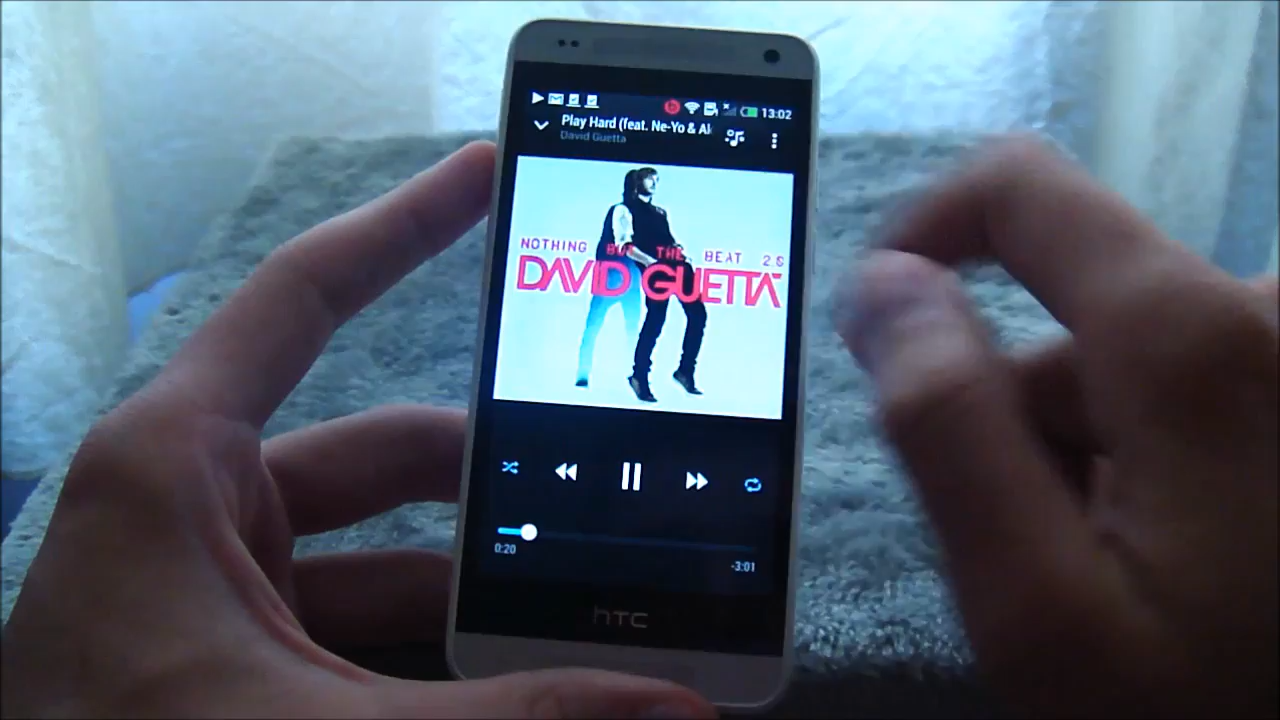 13:02
Play Hard (feat. Ne-Yo & Al
David Guetta
NOTHING BUT THE BEAT 2.0
DAVID GUETTA
0:20
-3:01
hTC